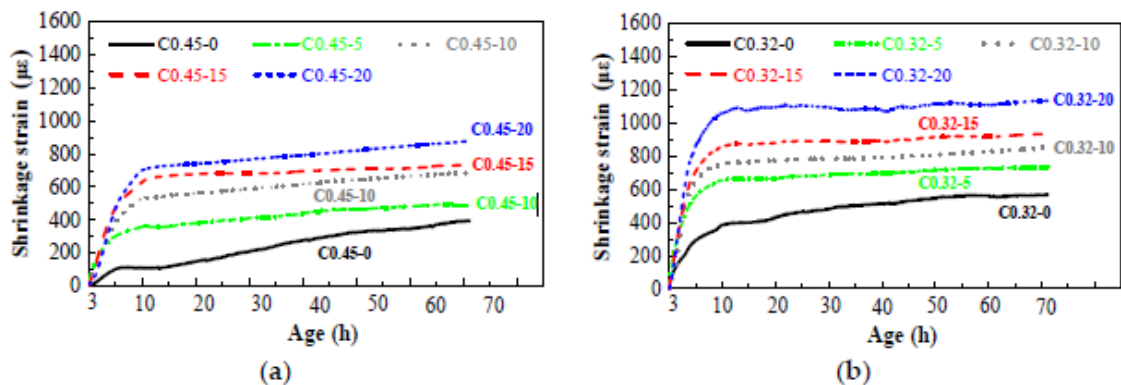 Shrinkage strain (με)
1600
1400
1200
1000
800
600
400
200
0
C0.45-0 C0.45-5 C0.45-10
C0.45-15 C0.45-20
C0.45-20
C0.45-15
C0.45-10
C0.45-10
C0.45-0
3 10 20 30 40 50 60 70
Age (h)
(a)
Shrinkage strain (με)
1600
1400
1200
1000
800
600
400
200
0
C0.32-0 C0.32-5 C0.32-10
C0.32-15 C0.32-20
C0.32-20
C0.32-15
C0.32-10
C0.32-5
C0.32-0
3 10 20 30 40 50 60 70
Age (h)
(b)